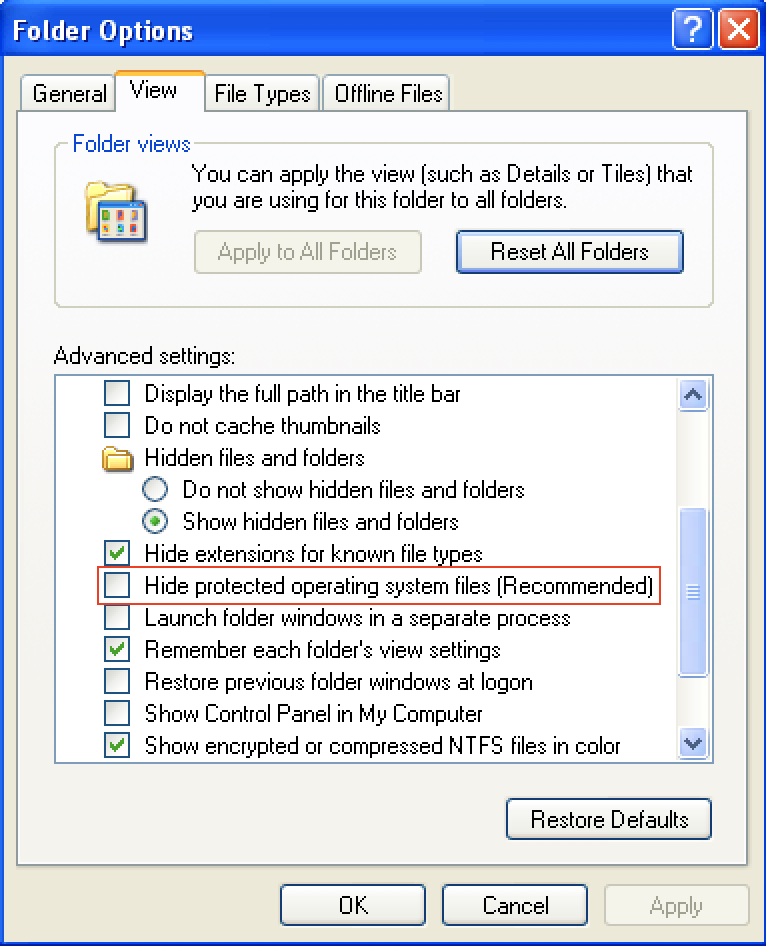 Folder Options
General
View
File Types
Offline Files
Folder views
You can apply the view (such as Details or Tiles) that
you are using for this folder to all folders.
Apply to All Folders
Reset All Folders
Advanced settings:
Display the full path in the title bar
Do not cache thumbnails
Hidden files and folders
Do not show hidden files and folders
Show hidden files and folders
Hide extensions for known file types
Hide protected operating system files (Recommended)
Launch folder windows in a separate process
Remember each folder's view settings
Restore previous folder windows at logon
Show Control Panel in My Computer
Show encrypted or compressed NTFS files in color
Restore Defaults
OK
Cancel
Apply